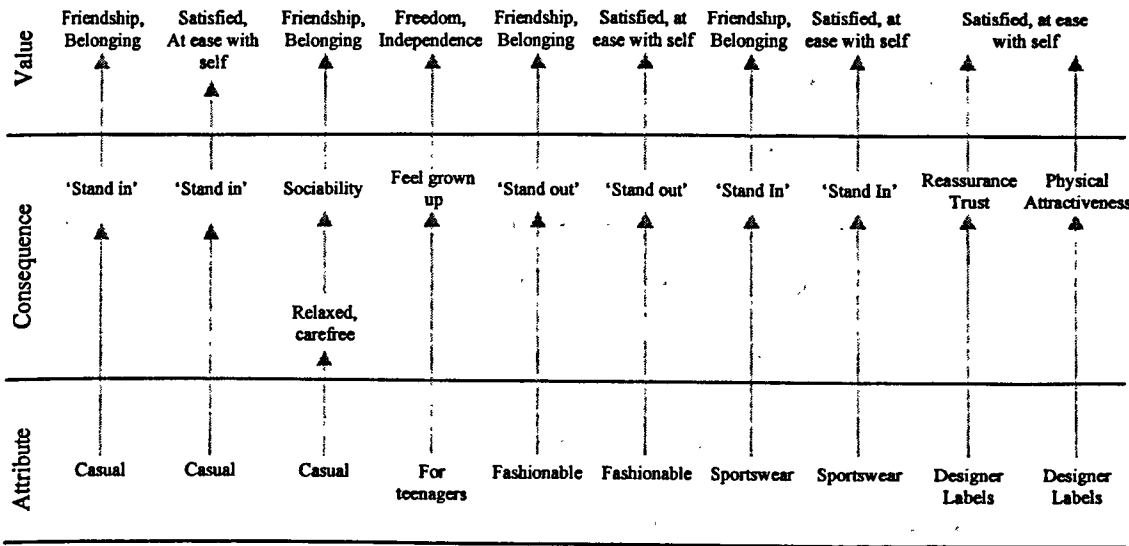 Value
Friendship,
Belonging
Satisfied,
At ease with
self
Friendship,
Belonging
Freedom,
Independence
Friendship,
Belonging
Satisfied, at
ease with self
Friendship,
Belonging
Satisfied, at
ease with self
Satisfied, at ease
with self
Consequence
'Stand in'
'Stand in'
Sociability
Feel grown
up
'Stand out'
'Stand out'
'Stand In'
'Stand In'
Reassurance
Trust
Physical
Attractiveness
Relaxed,
carefree
Attribute
Casual
Casual
Casual
For
teenagers
Fashionable
Fashionable
Sportswear
Sportswear
Designer
Labels
Designer
Labels